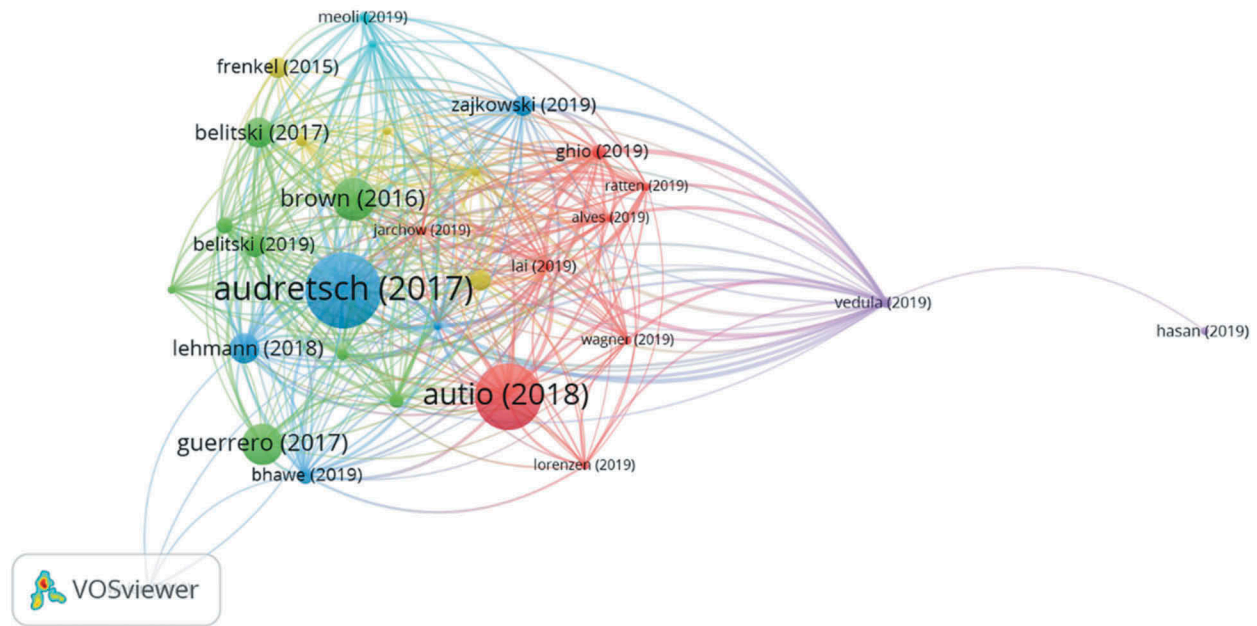 meoli (2019)
frenkel (2015)
zajkowski (2019)
belitski (2017)
ghio (2019)
ratten (2019)
brown (2016)
alves (2019)
jarchow (2019)
belitski (2019)
lai (2019)
audretsch (2017)
vedula (2019)
hasan (2019)
wagner (2019)
lehmann (2018)
autio (2018)
guerrero (2017)
lorenzen (2019)
bhawe (2019)
VOSviewer